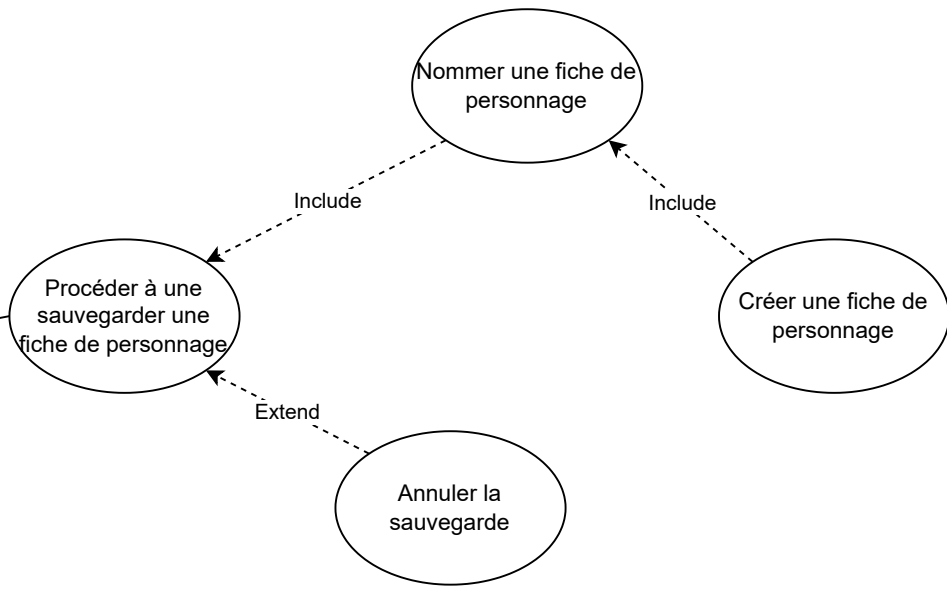 Nommer une fiche de
personnage
Include
Include
Procéder à une
sauvegarder une
fiche de personnage
Créer une fiche de
personnage
Extend
Annuler la
sauvegarde